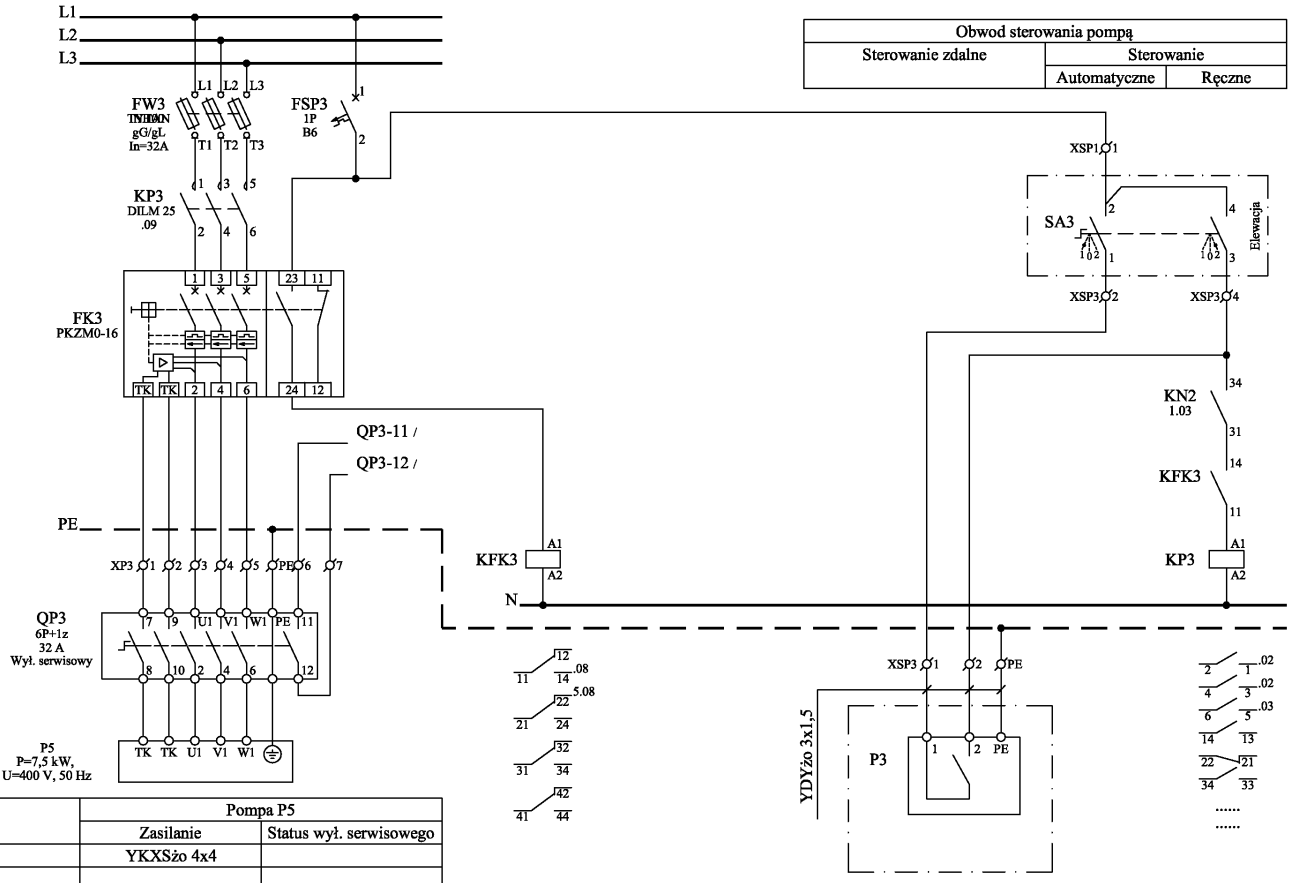 L1
L2
L3
Obwod sterowania pompą
Sterowanie zdalne
Sterowanie
Automatyczne
Ręczne
L1 L2 L3
FW3
gG/gL
In=32A
T1 T2 T3
FSP3
1P
B6
1
2
XSP1 1
KP3
DILM 25
.09
1 3 5
2 4 6
SA3
2 4
1 0 2
1 0 2
1 3
Elewacja
XSP3 2
XSP3 4
FK3
PKZM0-16
1 3 5 23 11
TK TK 2 4 6 24 12
KN2
1.03
34
31
QP3-11 /
QP3-12 /
KFK3
14
11
PE
XP3 1 2 3 4 5 PE 6 7
KFK3
A1
A2
KP3
A1
A2
N
QP3
6P+1z
32 A
Wył. serwisowy
7 9 U1 V1 W1 PE 11
8 10 2 4 6 12
12
11 14 .08
22 5.08
21 24
32
31 34
42
41 44
XSP3 1 2 PE
YDYżo 3x1,5
P3
1 2 PE
2 1 .02
4 3 .02
6 5 .03
14 13
22 21
34 33
......
......
P5
P=7,5 kW,
U=400 V, 50 Hz
TK TK U1 V1 W1
Pompa P5
Zasilanie
Status wył. serwisowego
YKXSżo 4x4